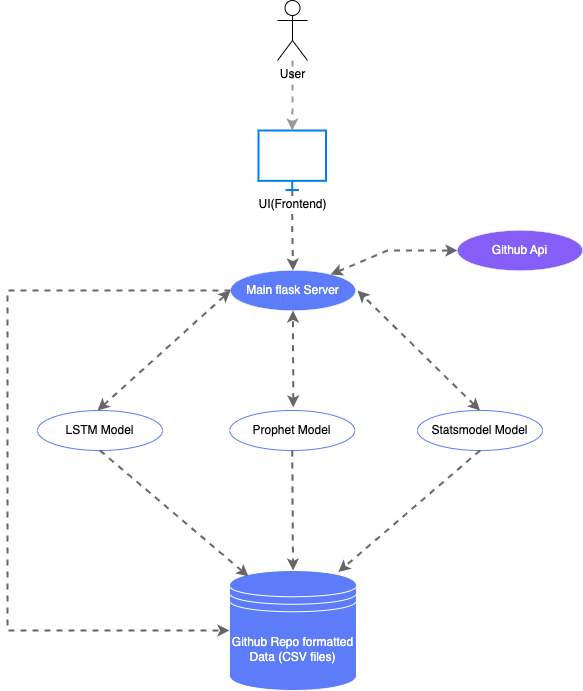 User
UI(Frontend)
Github Api
Main flask Server
LSTM Model
Prophet Model
Statsmodel Model
Github Repo formatted
Data (CSV files)